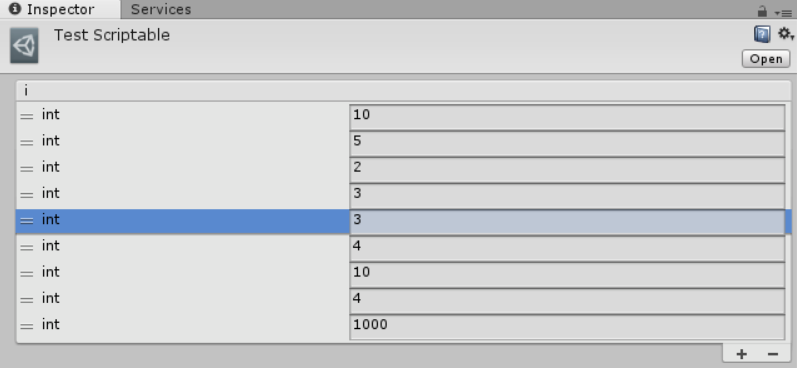 Inspector Services
Test Scriptable
Open
i
int 10
int 5
int 2
int 3
int 3
int 4
int 10
int 4
int 1000
+ −